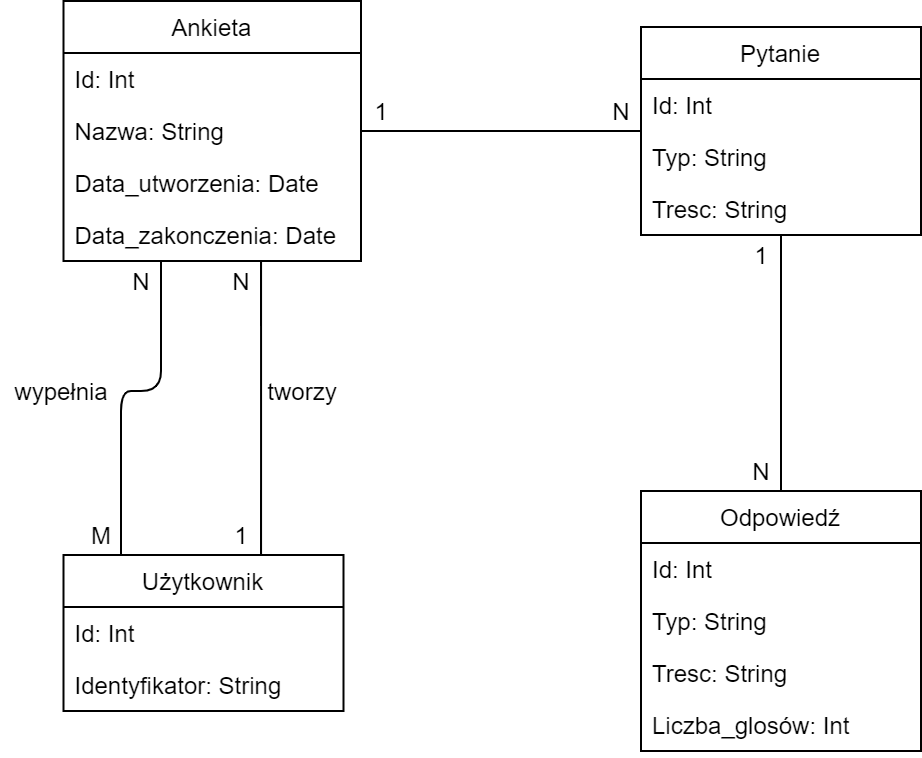 Ankieta
Id: Int
Nazwa: String
Data_utworzenia: Date
Data_zakonczenia: Date
1
N
Pytanie
Id: Int
Typ: String
Tresc: String
N
N
1
wypełnia
tworzy
N
M
1
Użytkownik
Id: Int
Identyfikator: String
Odpowiedź
Id: Int
Typ: String
Tresc: String
Liczba_glosów: Int